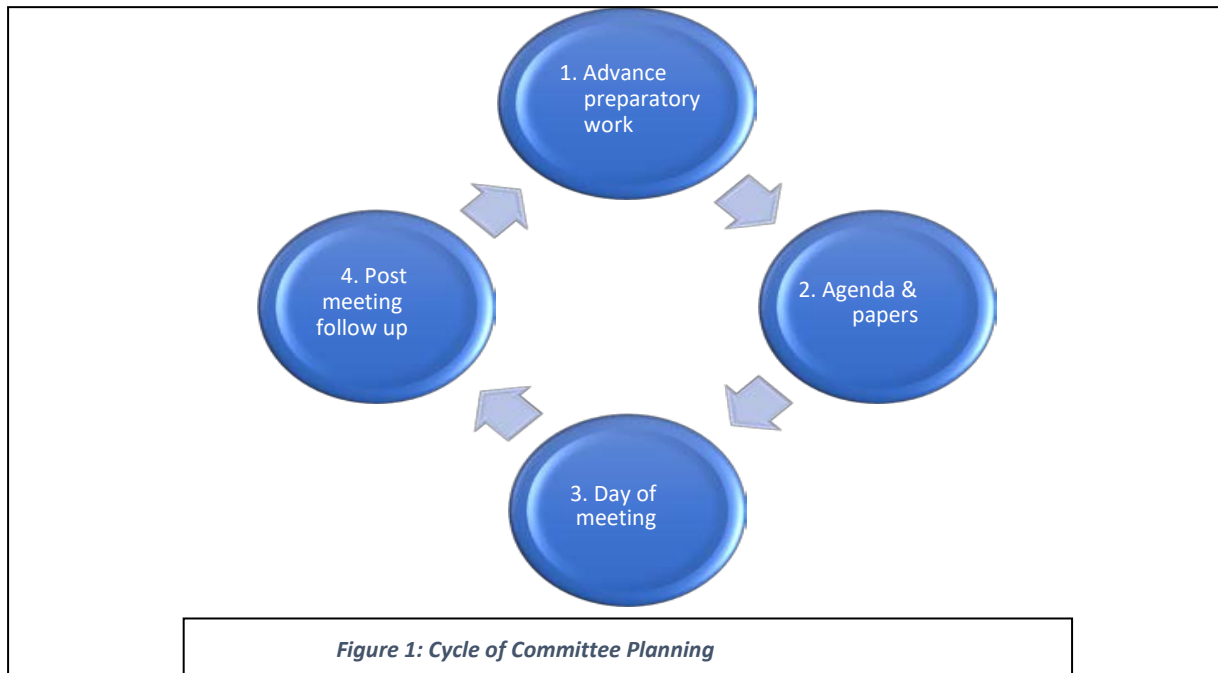 1. Advance
preparatory
work
2. Agenda &
papers
3. Day of
meeting
4. Post
meeting
follow up
Figure 1: Cycle of Committee Planning